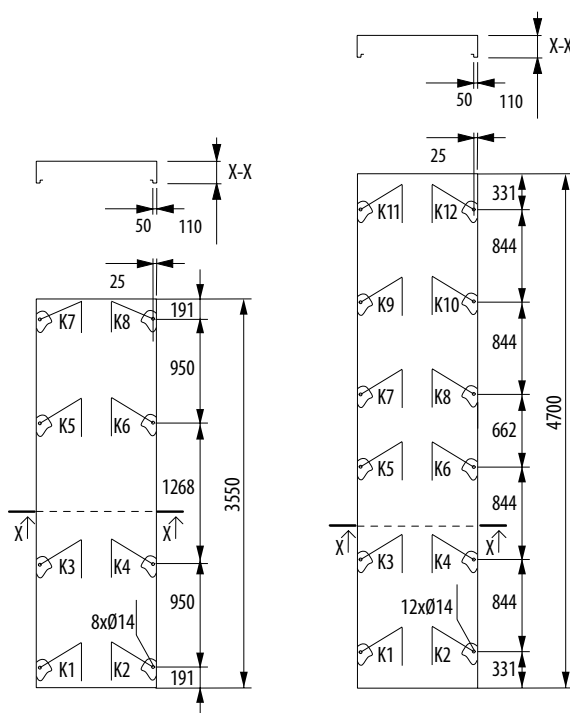 X-X
50 110
25
191
K7 K8
950
K5 K6
1268
3550
X X
K3 K4
950
8xØ14
K1 K2
191
X-X
50 110
25
331
K11 K12
844
K9 K10
844
K7 K8
662
4700
K5 K6
844
X X
K3 K4
844
12xØ14
K1 K2
331